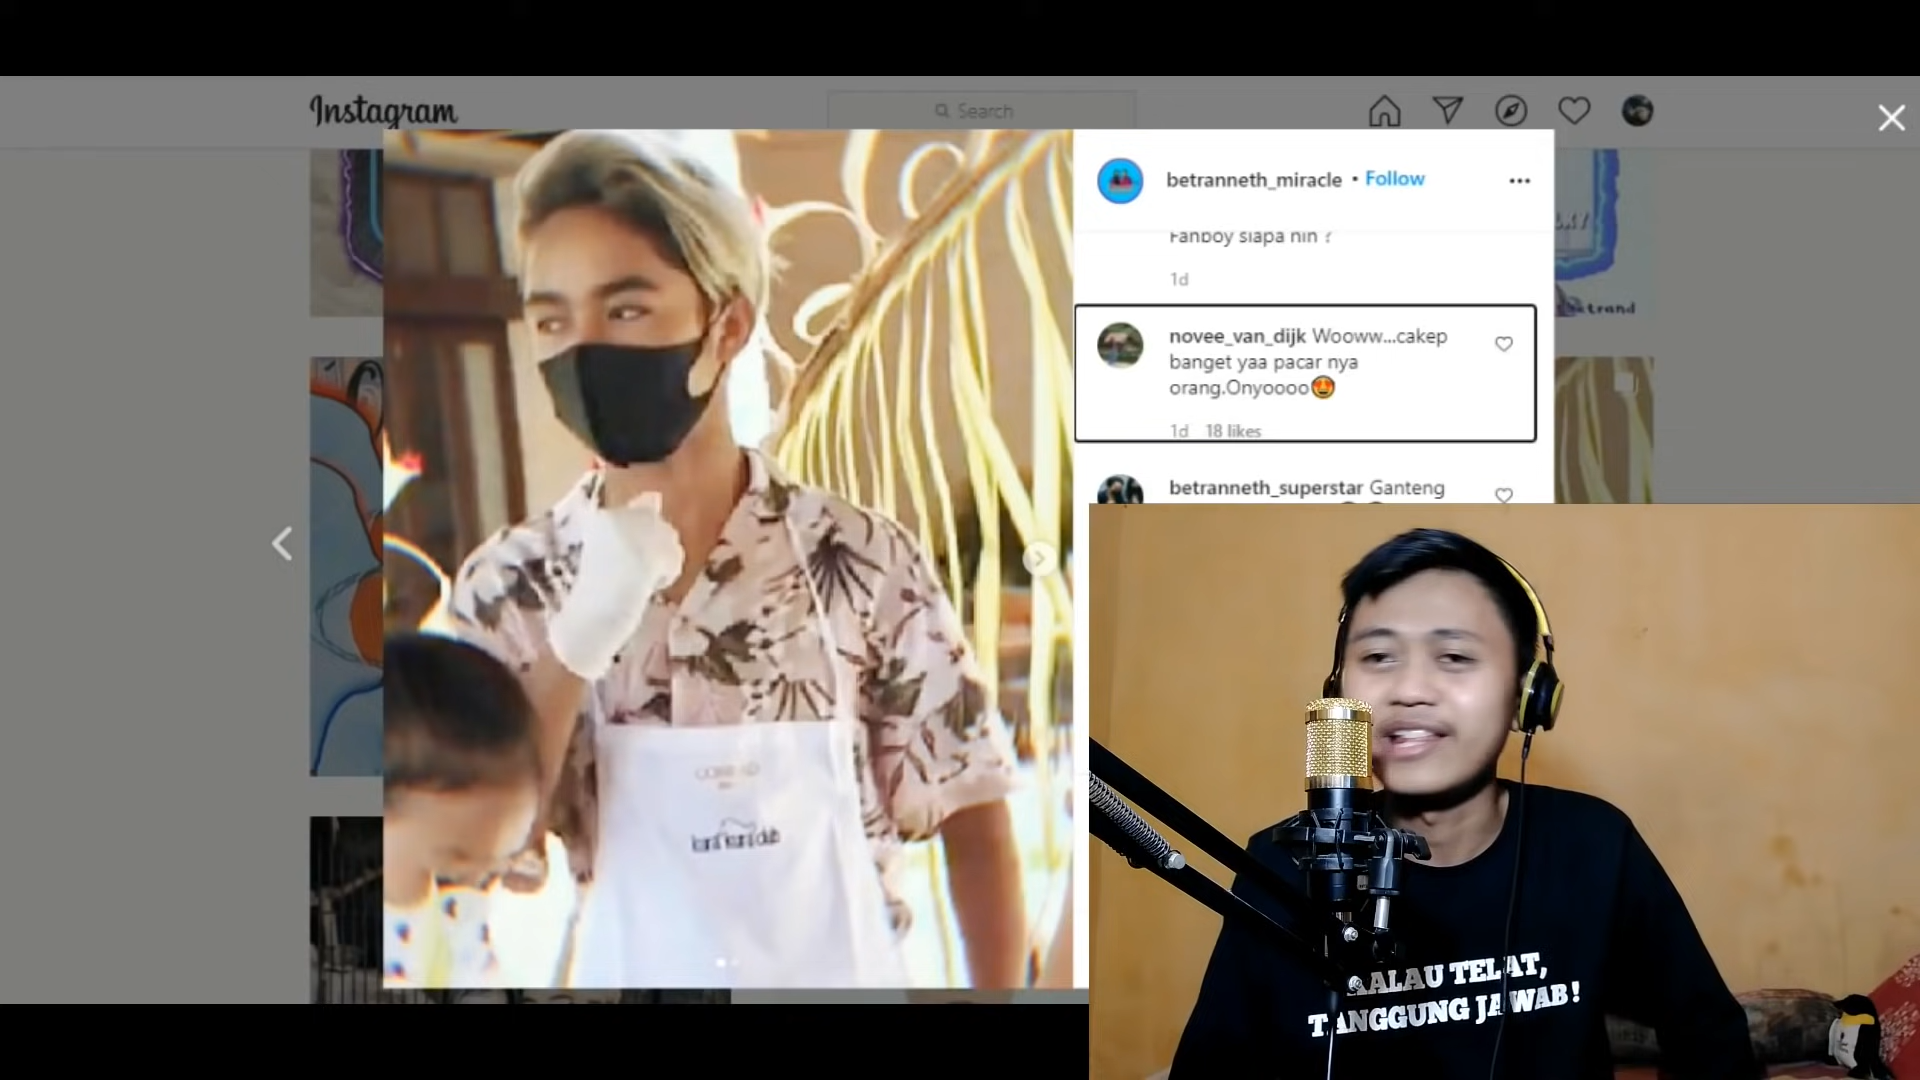 Instagram
Search
betranneth_miracle • Follow
Fanboy siapa nih ?
1d
novee_van_dijk Wooww...cakep
banget yaa pacar nya
orang.Onyoooo😍
1d 18 likes
betranneth_superstar Ganteng
KALAU TELAT,
TANGGUNG JAWAB!